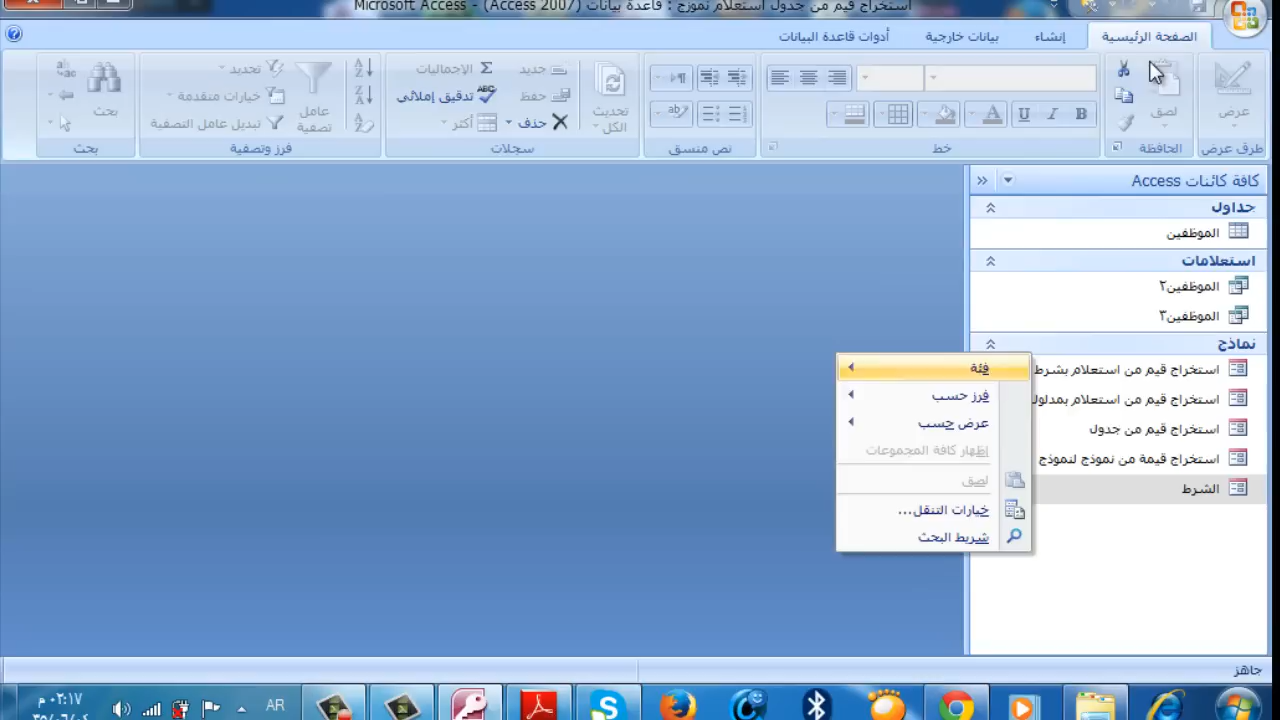 استخراج قيم من جدول استعلام نموزج : قاعدة بيانات (Access 2007) - Microsoft Access
الصفحة الرئيسية
إنشاء
بيانات خارجية
أدوات قاعدة البيانات
عرض
طرق عرض
لصق
الحافظة
B I U A
خط
نص منسق
تحديث
الكل
جديد
حفظ
حذف
الإجماليات
تدقيق إملائي
أكثر
سجلات
عامل
تصفية
تحديد
خيارات متقدمة
تبديل عامل التصفية
فرز وتصفية
بحث
بحث
كافة كائنات Access
جداول
الموظفين
استعلامات
الموظفين٢
الموظفين٣
نماذج
استخراج قيم من استعلام بشرط
استخراج قيم من استعلام بمدلول
استخراج قيم من جدول
استخراج قيمة من نموذج لنموذج
الشرط
فئة
فرز حسب
عرض حسب
إظهار كافة المجموعات
لصق
خيارات التنقل...
شريط البحث
جاهز
AR
٠٢:١٧ م